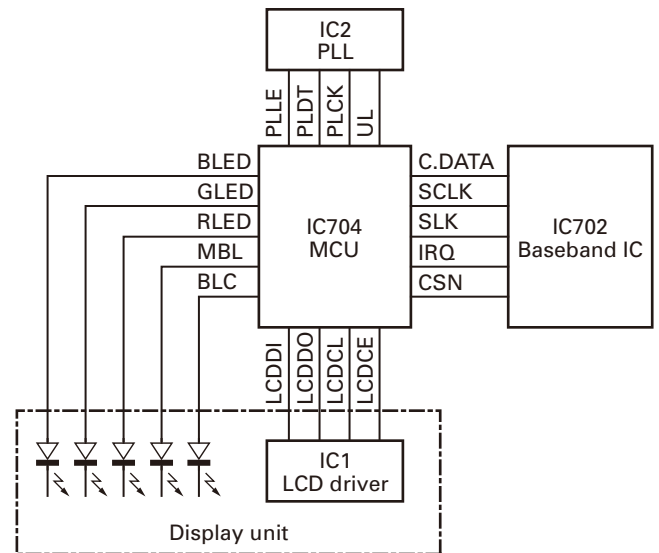 IC2
PLL
PLLE
PLDT
PLCK
UL
BLED
GLED
RLED
MBL
BLC
IC704
MCU
C.DATA
SCLK
SLK
IRQ
CSN
IC702
Baseband IC
LCDDI
LCDDO
LCDCL
LCDCE
IC1
LCD driver
Display unit